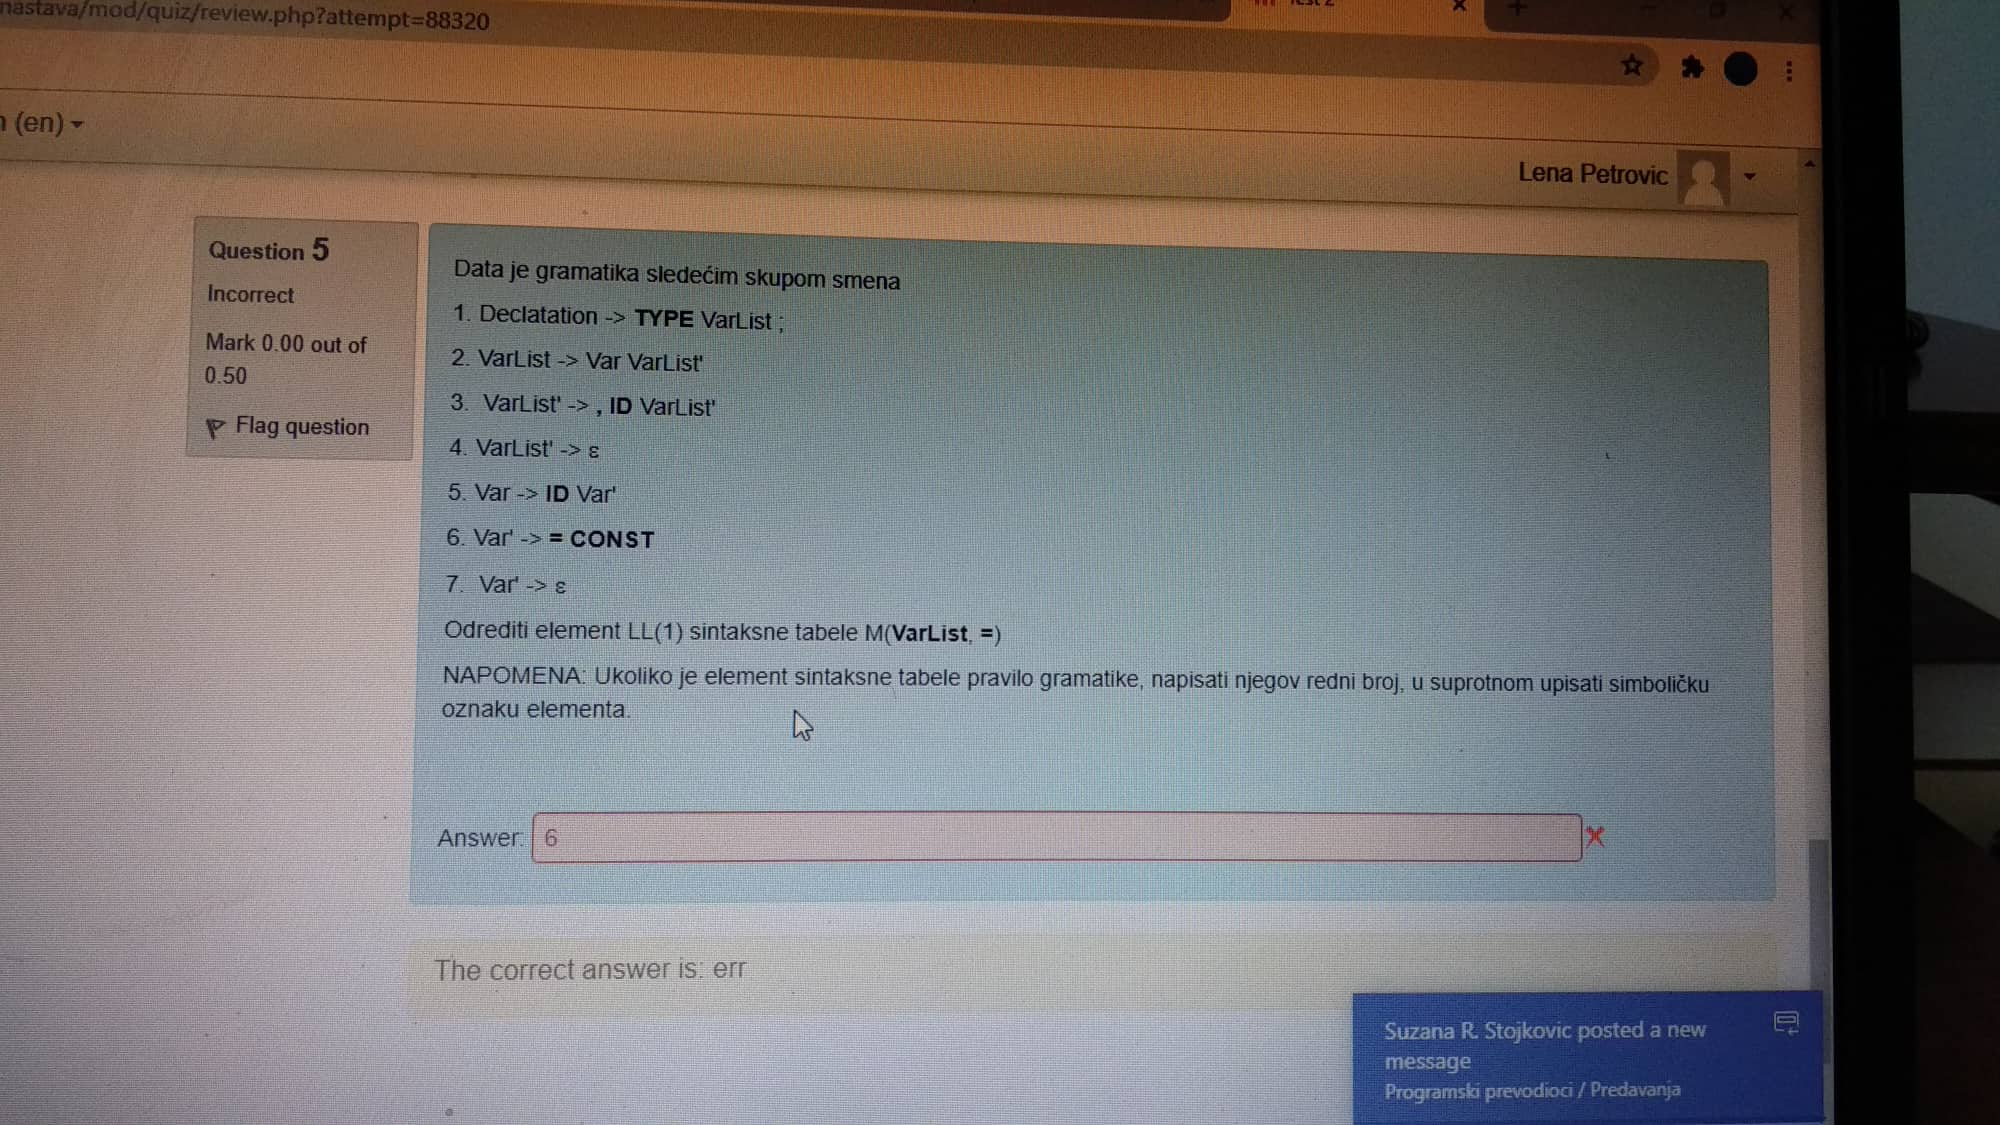 nastava/mod/quiz/review.php?attempt=88320
(en)
Lena Petrovic
Question 5
Incorrect
Mark 0.00 out of
0.50
Flag question
Data je gramatika sledećim skupom smena
1. Declatation -> TYPE VarList ;
2. VarList -> Var VarList'
3. VarList' -> , ID VarList'
4. VarList' -> ε
5. Var -> ID Var'
6. Var' -> = CONST
7. Var' -> ε
Odrediti element LL(1) sintaksne tabele M(VarList, =)
NAPOMENA: Ukoliko je element sintaksne tabele pravilo gramatike, napisati njegov redni broj, u suprotnom upisati simboličku
oznaku elementa.
Answer: 6
The correct answer is: err
Suzana R. Stojkovic posted a new
message
Programski prevodioci / Predavanja